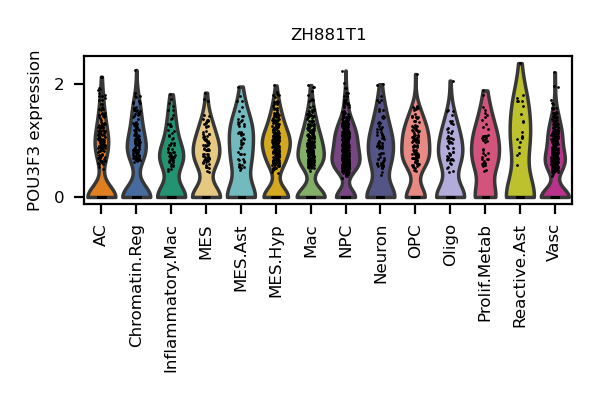 ZH881T1
POU3F3 expression
2
0
AC
Chromatin.Reg
Inflammatory.Mac
MES
MES.Ast
MES.Hyp
Mac
NPC
Neuron
OPC
Oligo
Prolif.Metab
Reactive.Ast
Vasc